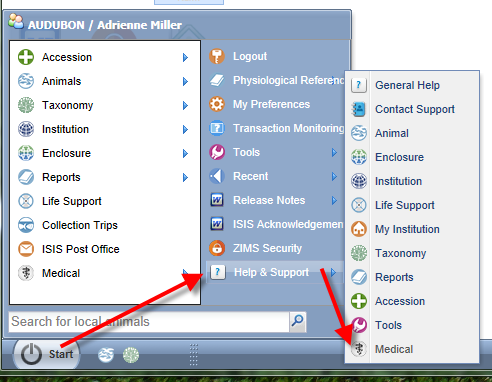 AUDUBON / Adrienne Miller
Accession
Animals
Taxonomy
Institution
Enclosure
Reports
Life Support
Collection Trips
ISIS Post Office
Medical
Logout
Physiological Referenc
My Preferences
Transaction Monitoring
Tools
Recent
Release Notes
ISIS Acknowledgemen
ZIMS Security
Help & Support
General Help
Contact Support
Animal
Enclosure
Institution
Life Support
My Institution
Taxonomy
Reports
Accession
Tools
Medical
Search for local animals
Start